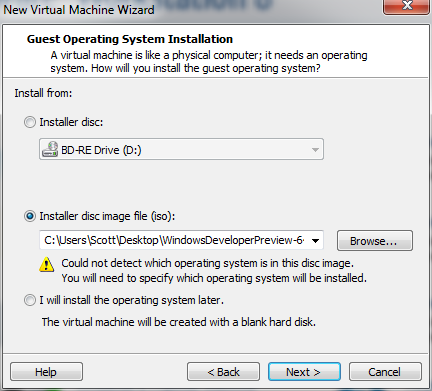 New Virtual Machine Wizard
Guest Operating System Installation
A virtual machine is like a physical computer; it needs an operating
system. How will you install the guest operating system?
Install from:
Installer disc:
BD-RE Drive (D:)
Installer disc image file (iso):
C:\Users\Scott\Desktop\WindowsDeveloperPreview-6
Browse...
Could not detect which operating system is in this disc image.
You will need to specify which operating system will be installed.
I will install the operating system later.
The virtual machine will be created with a blank hard disk.
Help
< Back
Next >
Cancel